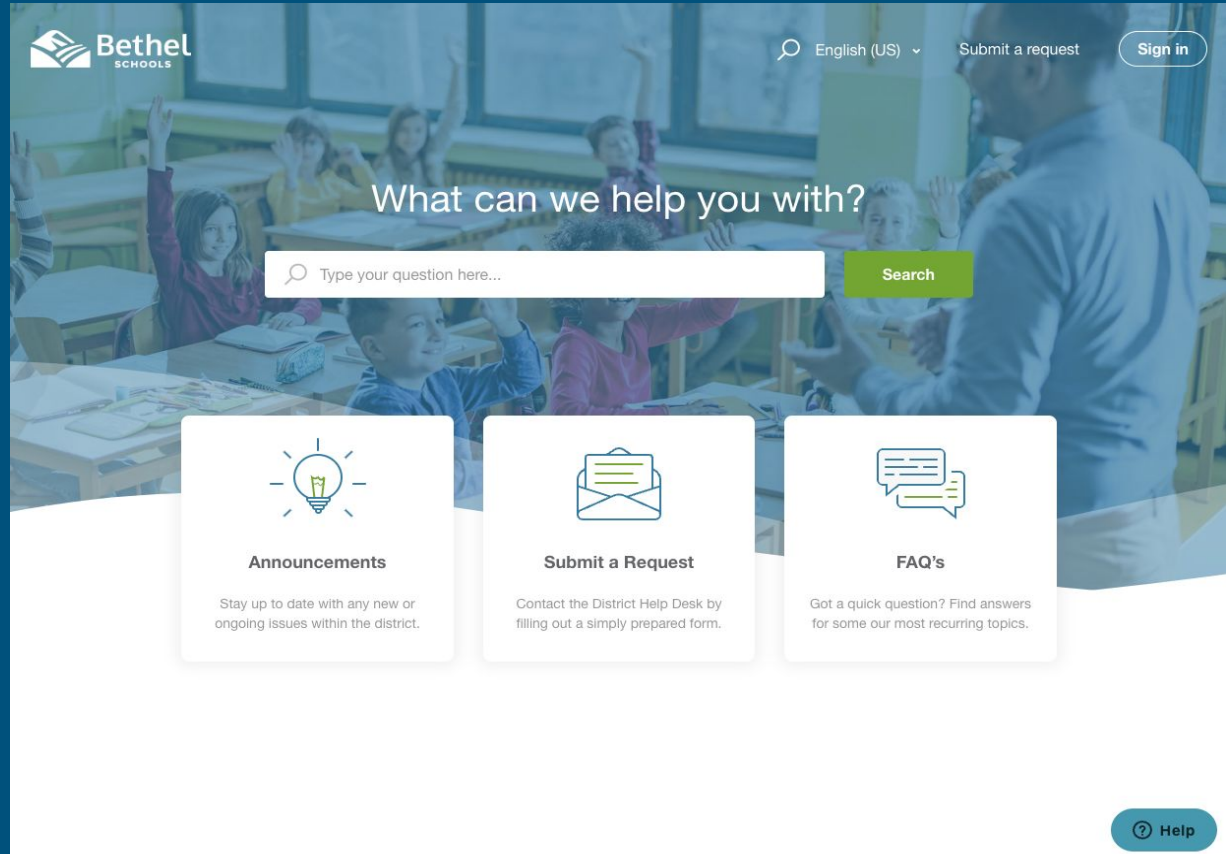 Bethel
SCHOOLS
English (US)
Submit a request
Sign in
What can we help you with?
Type your question here...
Search
Announcements
Stay up to date with any new or
ongoing issues within the district.
Submit a Request
Contact the District Help Desk by
filling out a simply prepared form.
FAQ's
Got a quick question? Find answers
for some our most recurring topics.
Help